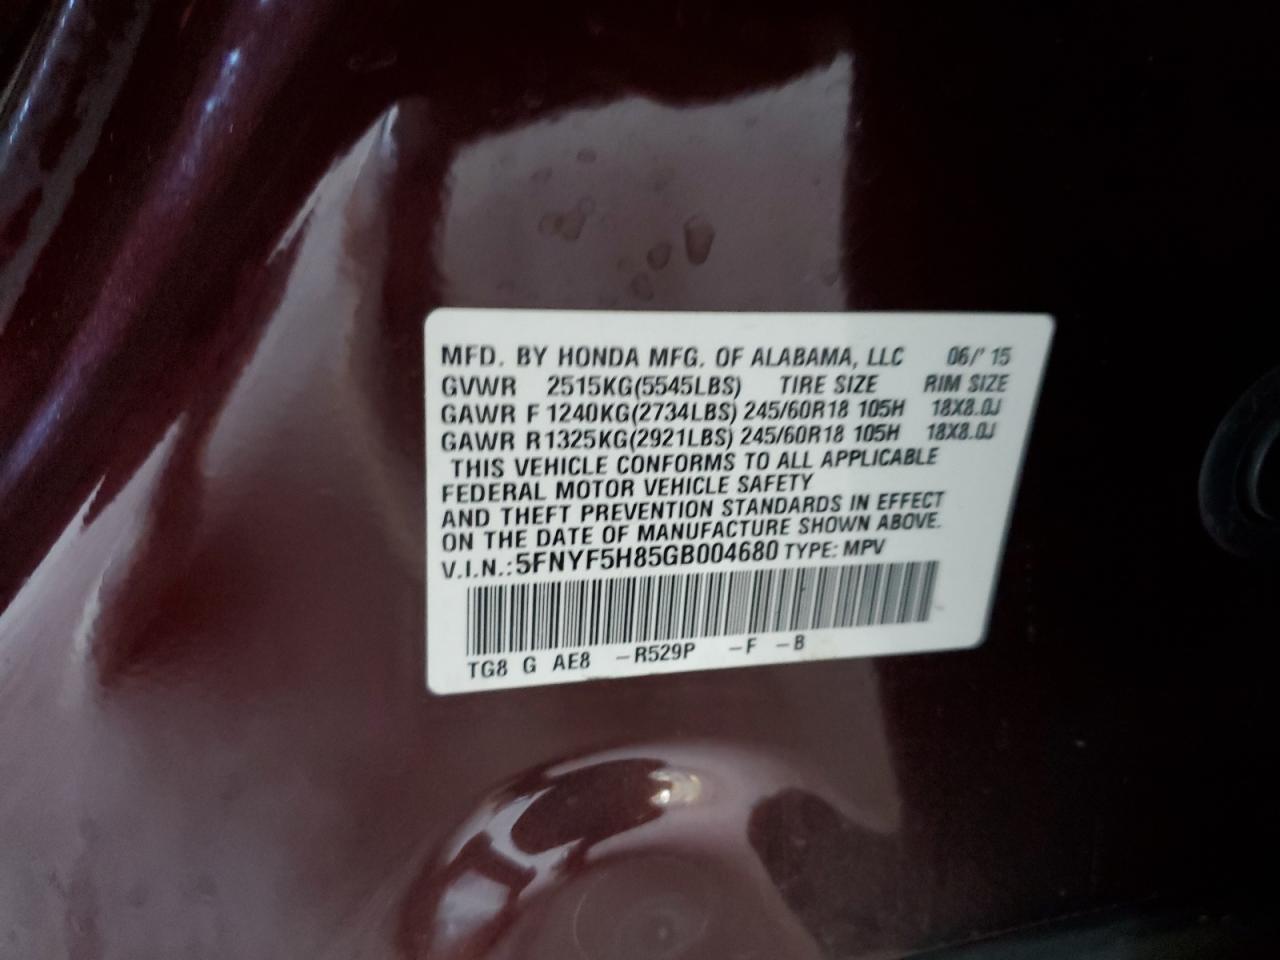 MFD. BY HONDA MFG. OF ALABAMA, LLC 06/' 15
GVWR 2515KG(5545LBS) TIRE SIZE RIM SIZE
GAWR F 1240KG(2734LBS) 245/60R18 105H 18X8.0J
GAWR R1325KG(2921LBS) 245/60R18 105H 18X8.0J
THIS VEHICLE CONFORMS TO ALL APPLICABLE
FEDERAL MOTOR VEHICLE SAFETY
AND THEFT PREVENTION STANDARDS IN EFFECT
ON THE DATE OF MANUFACTURE SHOWN ABOVE.
V.I.N.:5FNYF5H85GB004680 TYPE: MPV
TG8 G AE8 –R529P –F –B